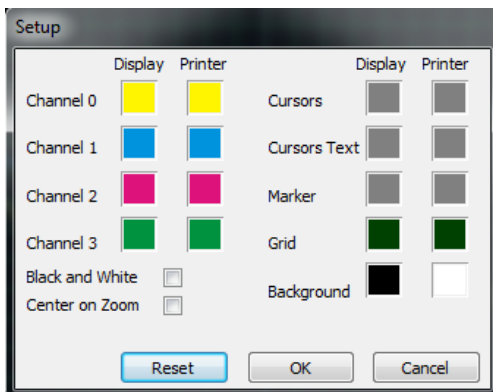 Setup
Display Printer Display Printer
Channel 0 Cursors
Channel 1 Cursors Text
Channel 2 Marker
Channel 3 Grid
Black and White
Background
Center on Zoom
Reset OK Cancel